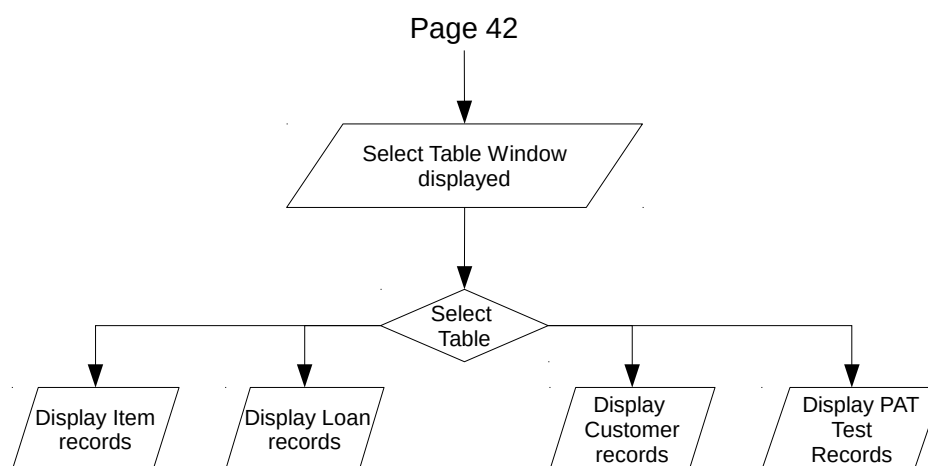 Page 42
Select Table Window
displayed
Select
Table
Display Item
records
Display Loan
records
Display
Customer
records
Display PAT
Test
Records